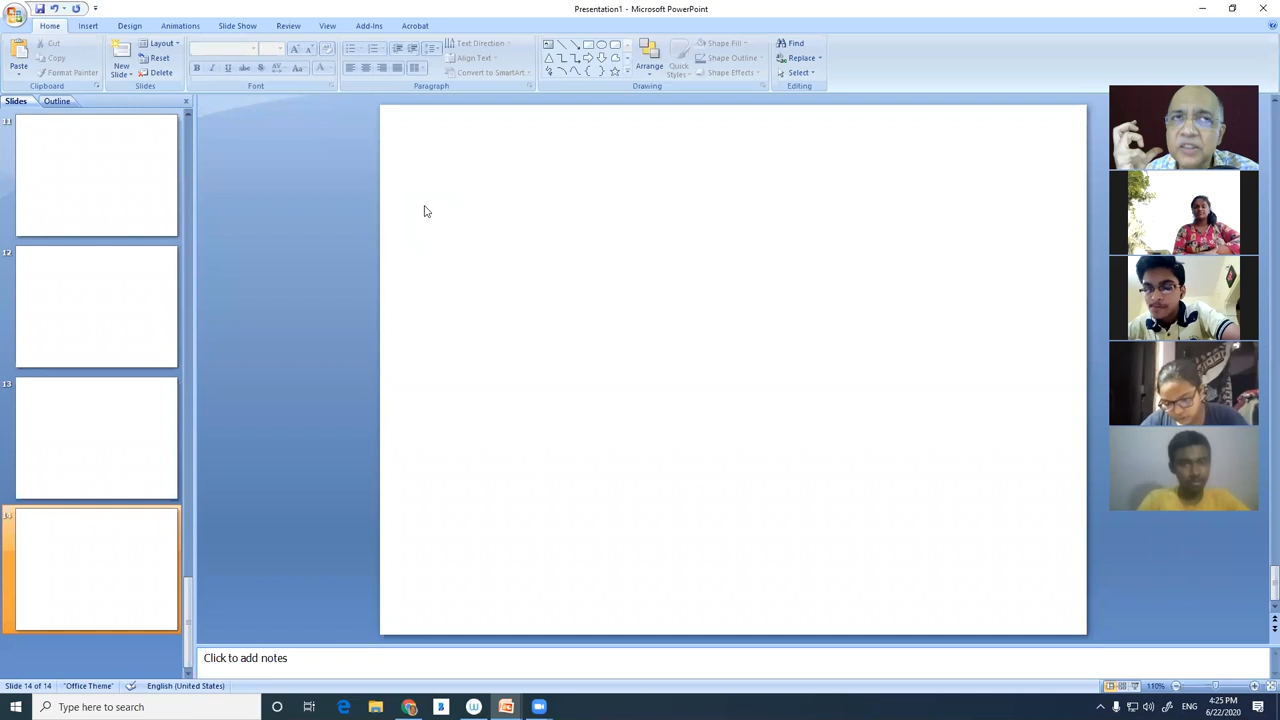 Presentation1 - Microsoft PowerPoint
Home Insert Design Animations Slide Show Review View Add-Ins Acrobat
Paste
Cut
Copy
Format Painter
Clipboard
New
Slide
Layout
Reset
Delete
Slides
B I U abc S AV Aa A
Font
Text Direction
Align Text
Convert to SmartArt
Paragraph
Arrange
Quick
Styles
Shape Fill
Shape Outline
Shape Effects
Drawing
Find
Replace
Select
Editing
Slides Outline
11
12
13
14
Click to add notes
Slide 14 of 14 "Office Theme" English (United States) 110%
Type here to search
ENG
4:25 PM
6/22/2020